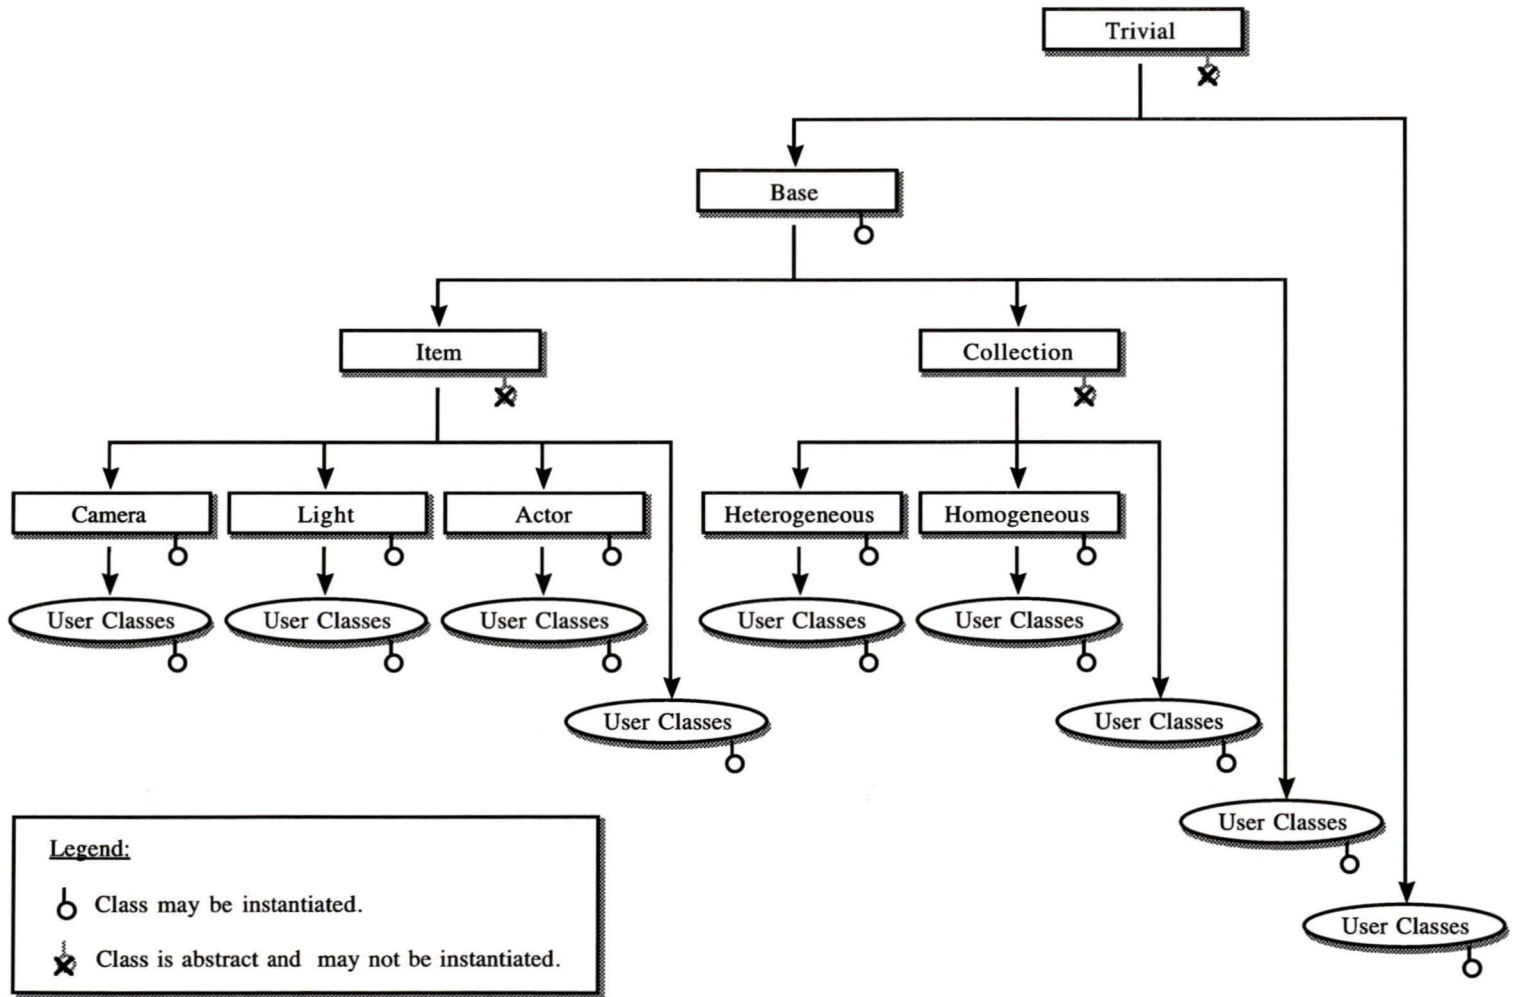 Trivial
Base
Item
Collection
Camera
Light
Actor
Heterogeneous
Homogeneous
User Classes
User Classes
User Classes
User Classes
User Classes
User Classes
User Classes
User Classes
User Classes
Legend:
Class may be instantiated.
Class is abstract and may not be instantiated.